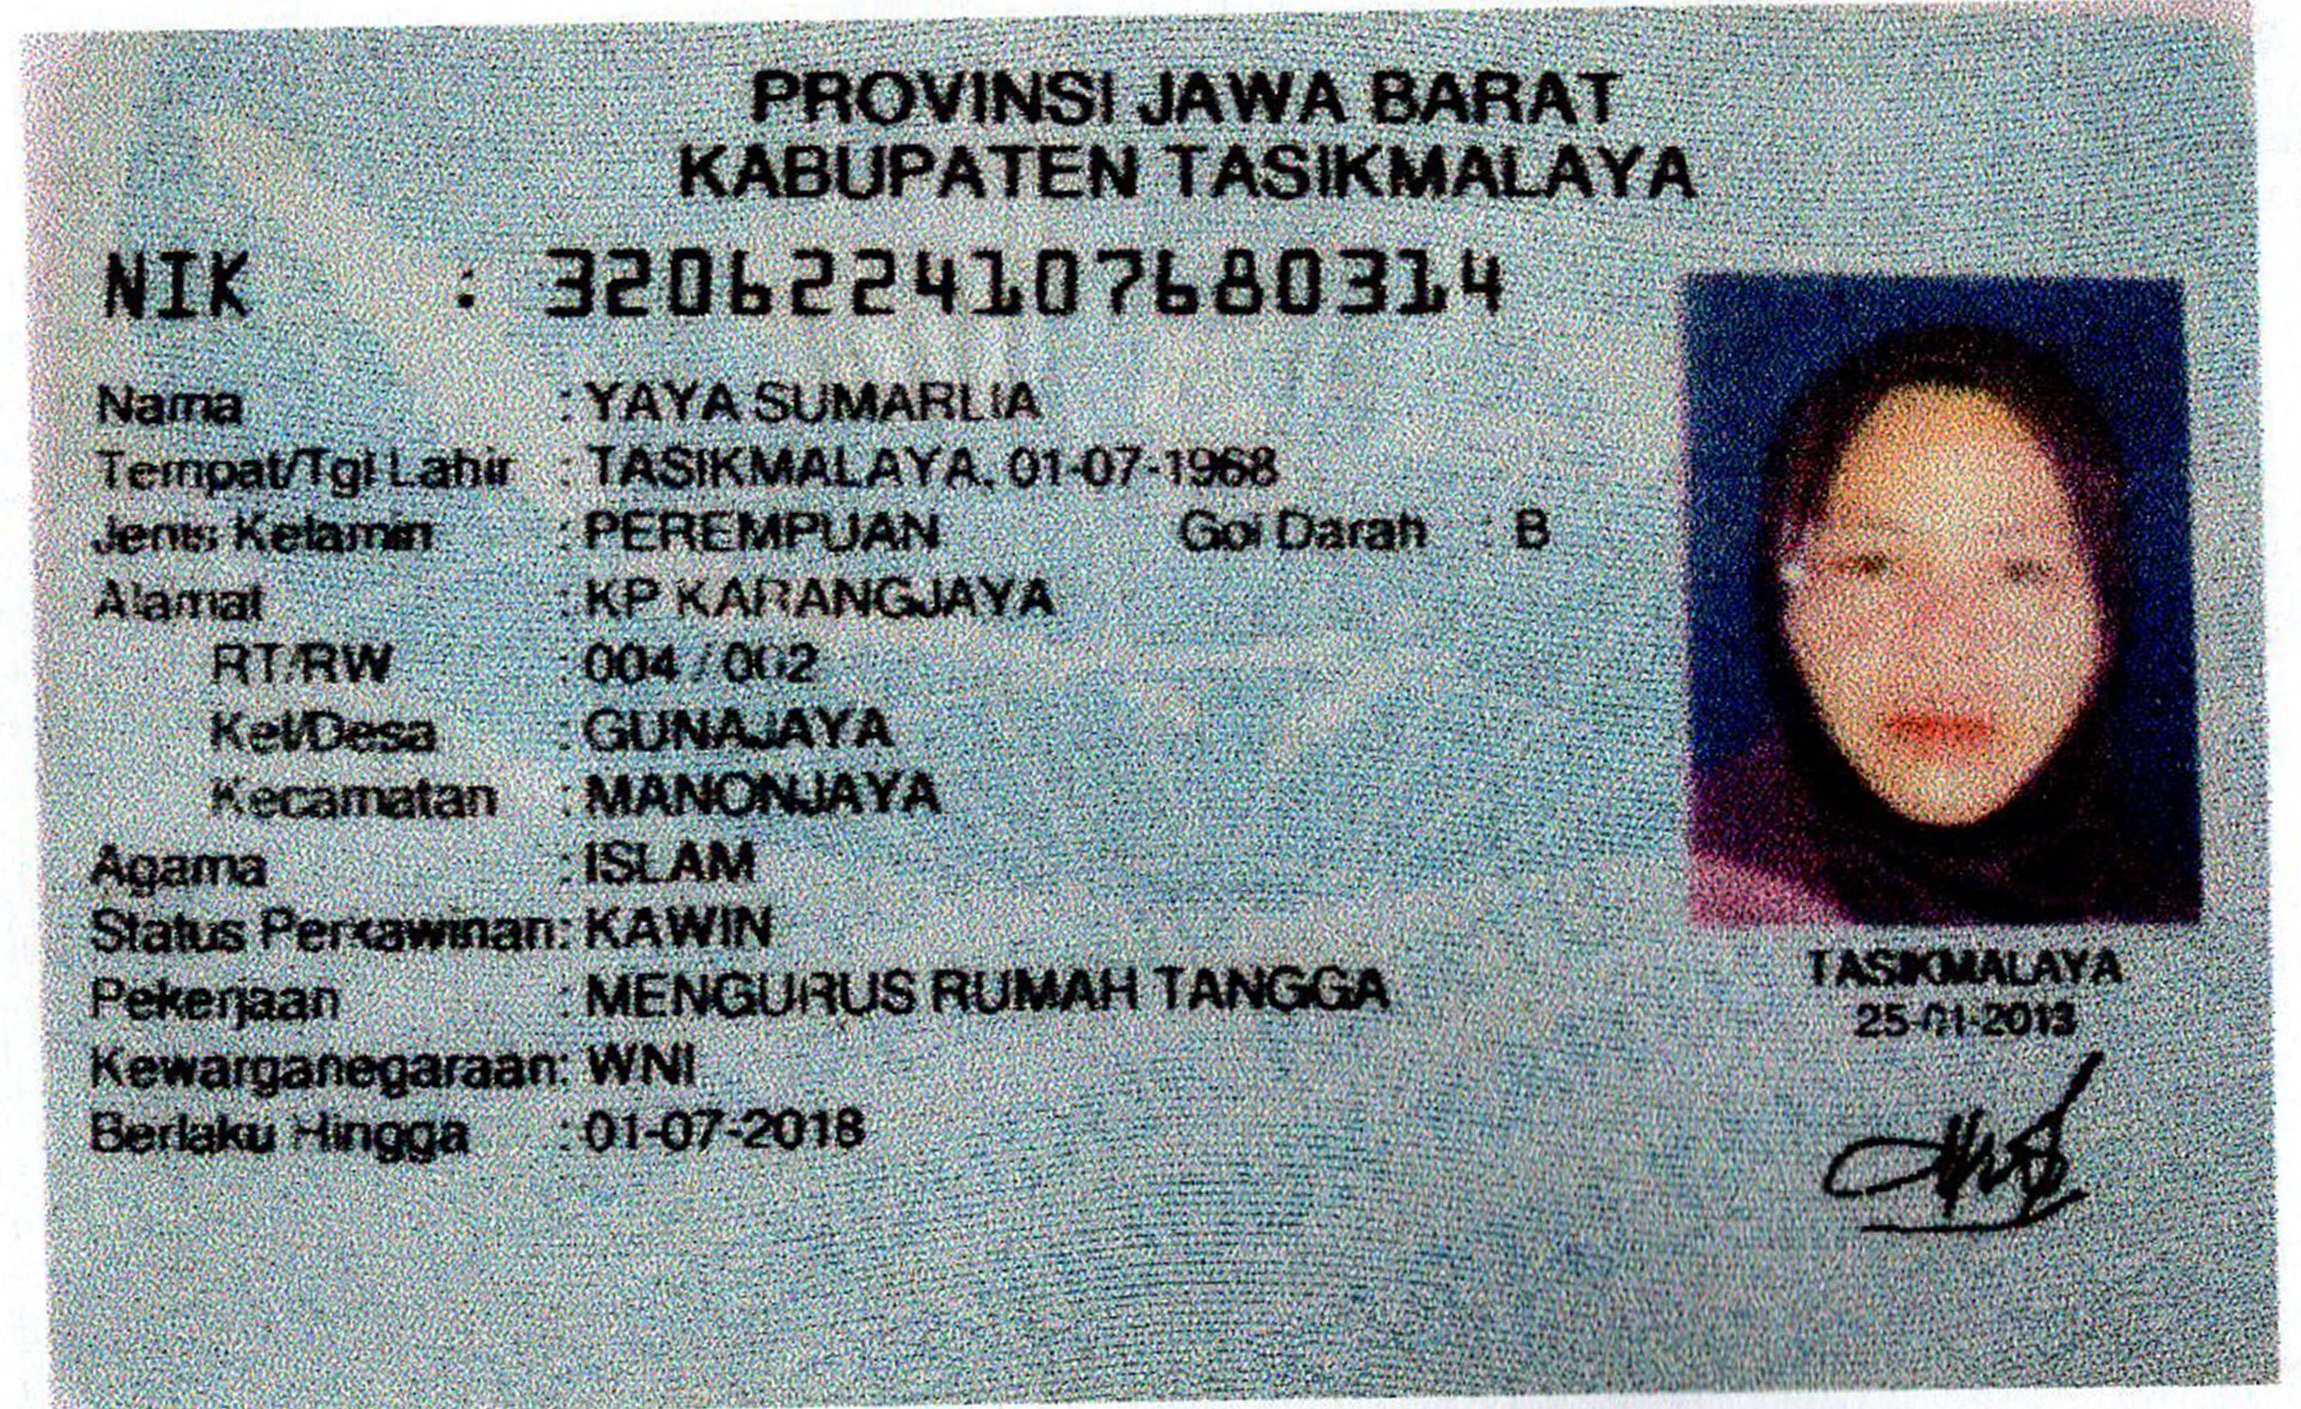 PROVINSI JAWA BARAT
KABUPATEN TASIKMALAYA
NIK : 3206224107680314
Nama : YAYA SUMARLIA
Tempat/Tgl Lahir : TASIKMALAYA, 01-07-1968
Jenis Kelamin : PEREMPUAN Gol Darah : B
Alamat : KP KARANGJAYA
RT/RW : 004 / 002
Kel/Desa : GUNAJAYA
Kecamatan : MANONJAYA
Agama : ISLAM
Status Perkawinan: KAWIN
Pekerjaan : MENGURUS RUMAH TANGGA
Kewarganegaraan: WNI
Berlaku Hingga : 01-07-2018
TASIKMALAYA
25-01-2013